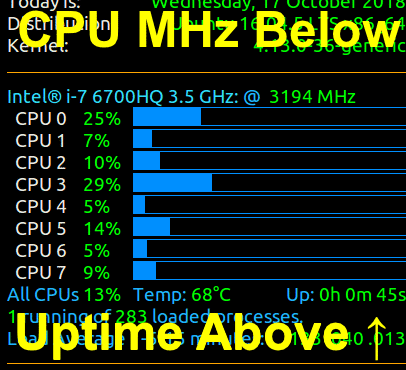 Today is: Wednesday, 17 October 2018
CPU MHz Below
Distribution: Ubuntu 16.04.5 LTS x86_64
Kernel: 4.13.0-36-generic
Intel® i-7 6700HQ 3.5 GHz: @ 3194 MHz
CPU 0 25%
CPU 1 7%
CPU 2 10%
CPU 3 29%
CPU 4 5%
CPU 5 14%
CPU 6 5%
CPU 7 9%
All CPUs 13% Temp: 68°C Up: 0h 0m 45s
1 running of 283 loaded processes.
Uptime Above ↑
Load Average